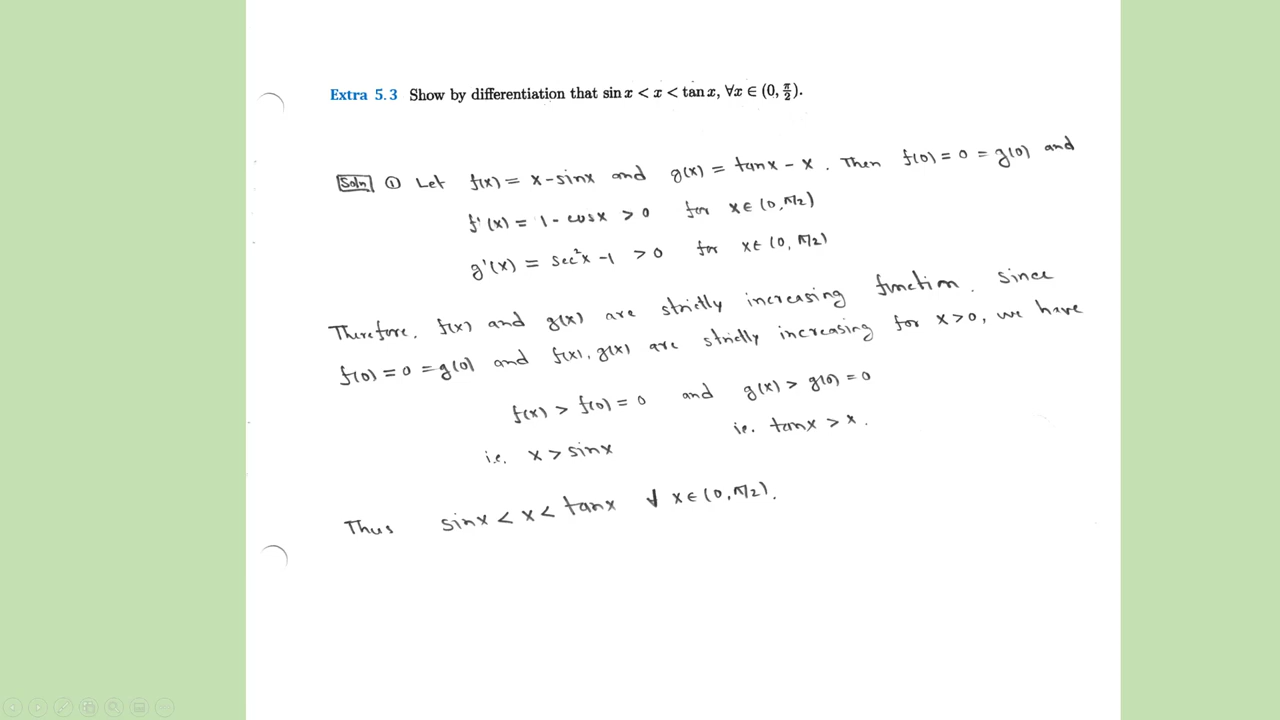 Extra 5.3 Show by differentiation that sin x < x < tan x, ∀x ∈ (0, π/2).
Soln ① Let f(x) = x - sinx and g(x) = tanx - x. Then f(0) = 0 = g(0) and
f'(x) = 1 - cosx > 0 for x ∈ (0, π/2)
g'(x) = sec²x - 1 > 0 for x ∈ (0, π/2)
Therefore, f(x) and g(x) are strictly increasing function. Since
f(0) = 0 = g(0) and f(x), g(x) are strictly increasing for x > 0, we have
f(x) > f(0) = 0 and g(x) > g(0) = 0
i.e. x > sinx ie. tanx > x.
Thus sinx < x < tanx ∀ x ∈ (0, π/2).